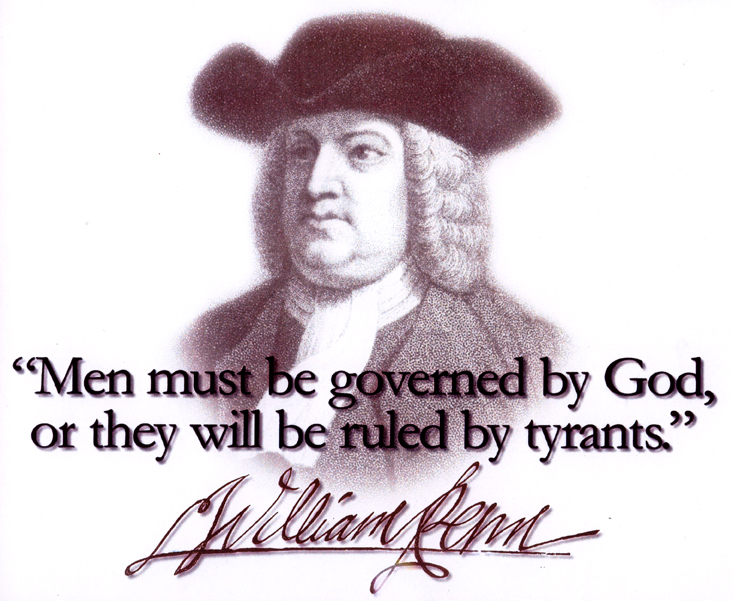 “Men must be governed by God,
or they will be ruled by tyrants.”
William Penn